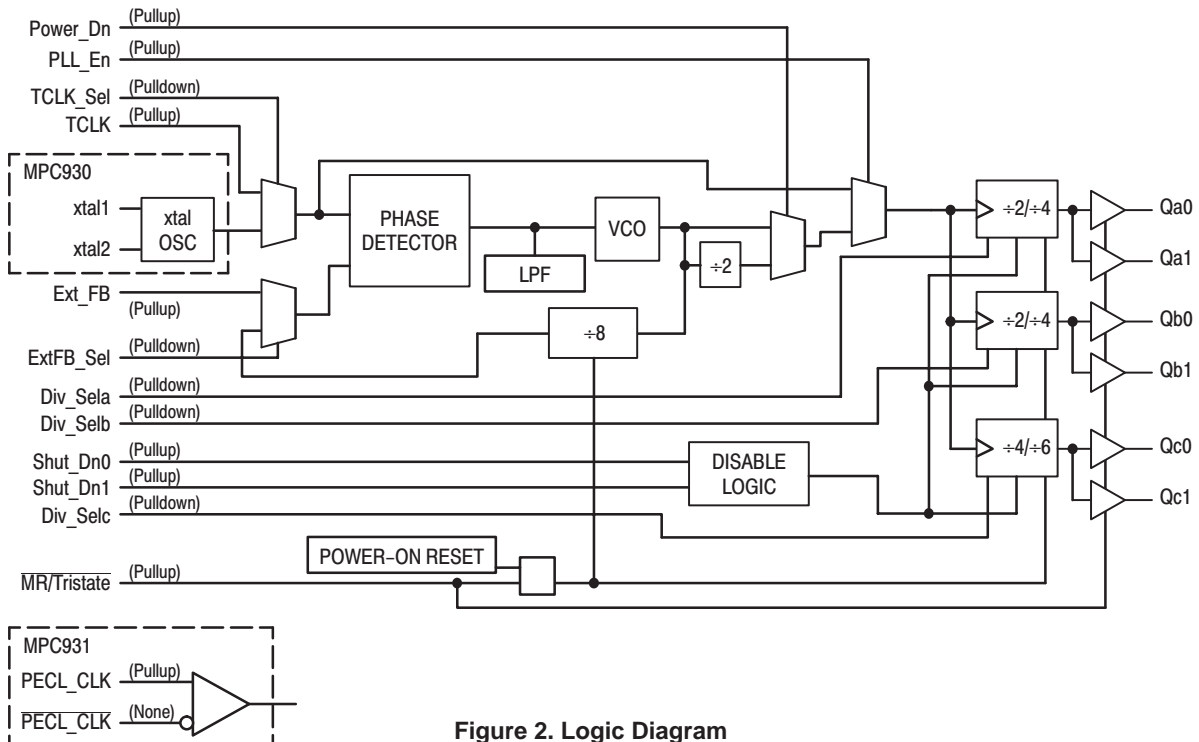 Power_Dn (Pullup)
PLL_En (Pullup)
TCLK_Sel (Pulldown)
TCLK (Pullup)
MPC930
xtal1
xtal2
xtal
OSC
PHASE
DETECTOR
LPF
VCO
÷2
÷8
÷2/÷4
Qa0
Qa1
Ext_FB
(Pullup)
ExtFB_Sel (Pulldown)
÷2/÷4
Qb0
Qb1
Div_Sela (Pulldown)
Div_Selb (Pulldown)
Shut_Dn0 (Pullup)
Shut_Dn1 (Pullup)
Div_Selc (Pulldown)
DISABLE
LOGIC
÷4/÷6
Qc0
Qc1
POWER−ON RESET
MR/Tristate (Pullup)
MPC931
PECL_CLK (Pullup)
PECL_CLK (None)
Figure 2. Logic Diagram